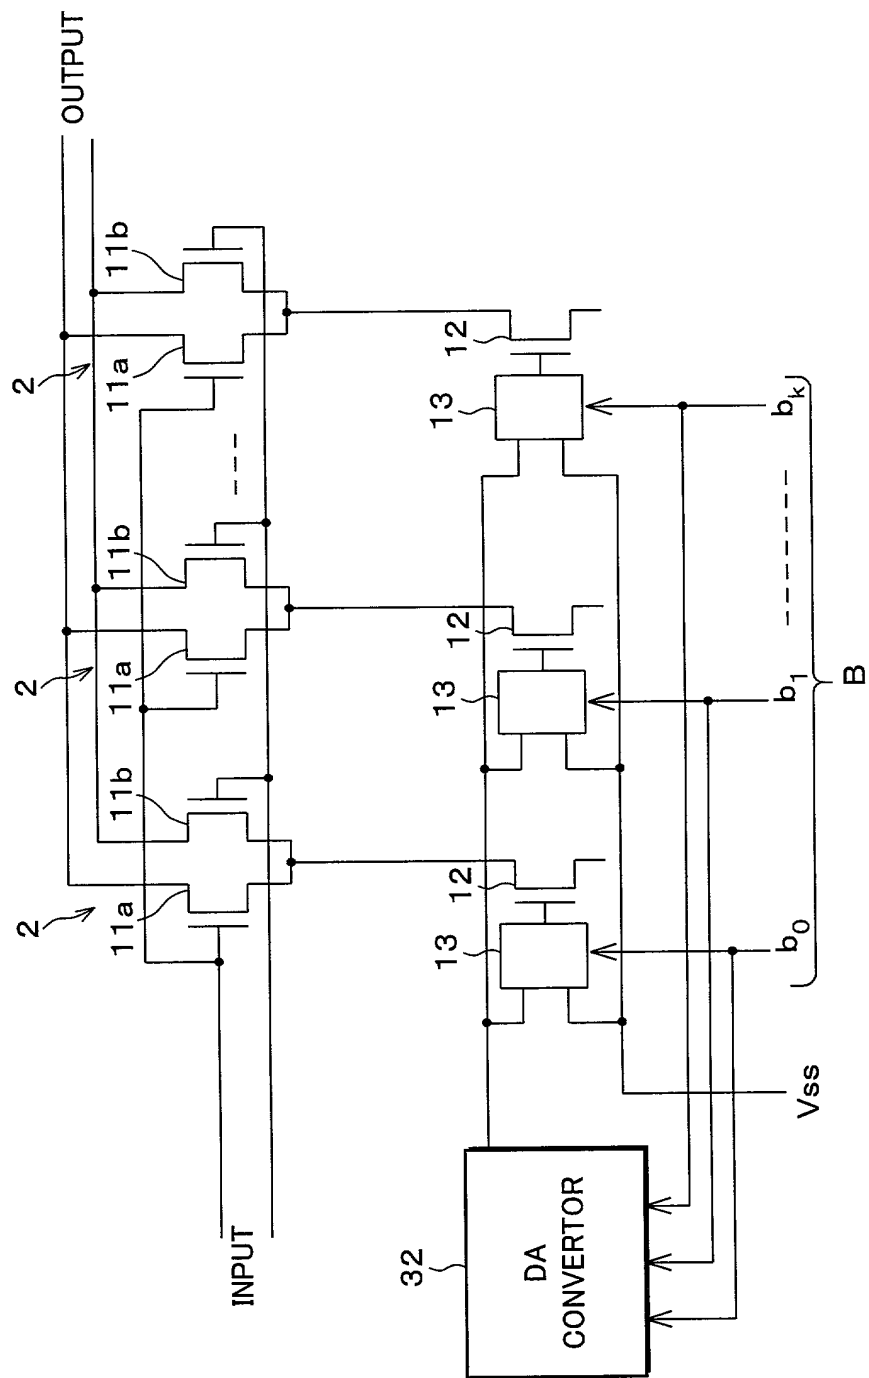 OUTPUT
2
2
2
11a
11b
11a
11b
11a
11b
INPUT
12
12
12
13
13
13
32
DA
CONVERTOR
Vss
b0
b1
bk
B